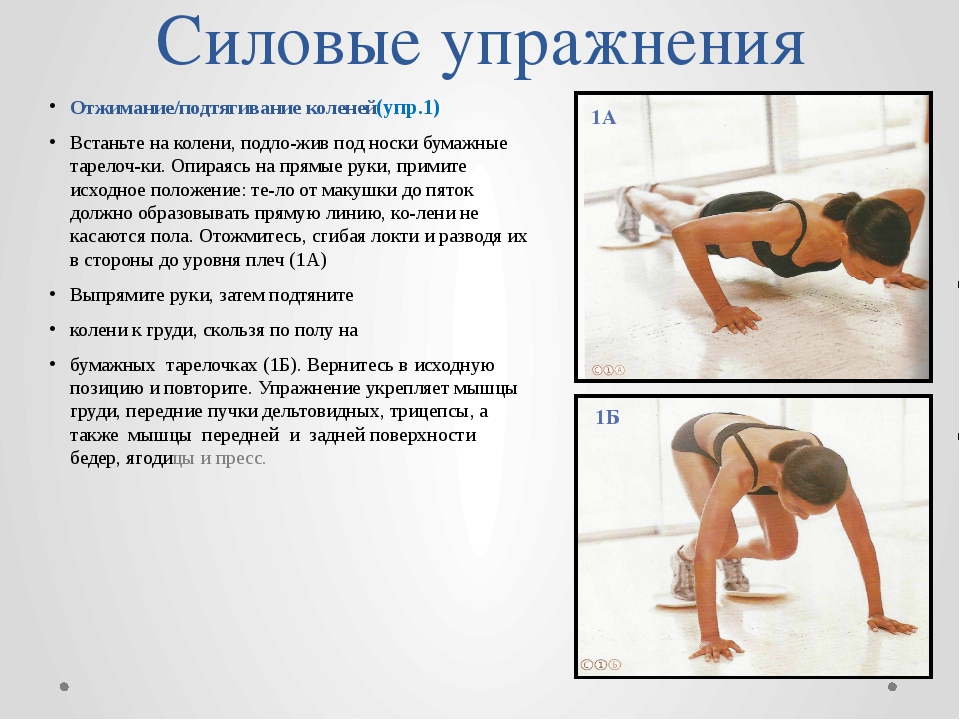 Силовые упражнения
• Отжимание/подтягивание коленей(упр.1)
• Встаньте на колени, подло-жив под носки бумажные
тарелоч-ки. Опираясь на прямые руки, примите
исходное положение: те-ло от макушки до пяток
должно образовывать прямую линию, ко-лени не
касаются пола. Отожмитесь, сгибая локти и разводя их
в стороны до уровня плеч (1А)
• Выпрямите руки, затем подтяните
• колени к груди, скользя по полу на
• бумажных тарелочках (1Б). Вернитесь в исходную
позицию и повторите. Упражнение укрепляет мышцы
груди, передние пучки дельтовидных, трицепсы, а
также мышцы передней и задней поверхности
бедер, ягодицы и пресс.
1А
С1А
1Б
С1Б